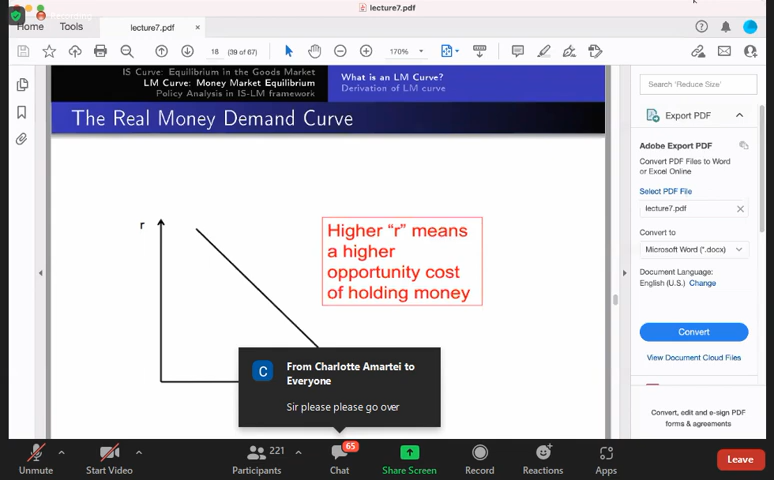 lecture7.pdf
Home
Tools
lecture7.pdf
×
18
(39 of 67)
170%
IS Curve: Equilibrium in the Goods Market
LM Curve: Money Market Equilibrium
Policy Analysis in IS-LM framework
What is an LM Curve?
Derivation of LM curve
The Real Money Demand Curve
r
Higher “r” means
a higher
opportunity cost
of holding money
C
From Charlotte Amartei to
Everyone
Sir please please go over
Search 'Reduce Size'
Export PDF
Adobe Export PDF
Convert PDF Files to Word
or Excel Online
Select PDF File
lecture7.pdf
Convert to
Microsoft Word (*.docx)
Document Language:
English (U.S.) Change
Convert
View Document Cloud Files
Convert, edit and e-sign PDF
forms & agreements
Unmute
Start Video
221
Participants
65
Chat
Share Screen
Record
Reactions
Apps
Leave